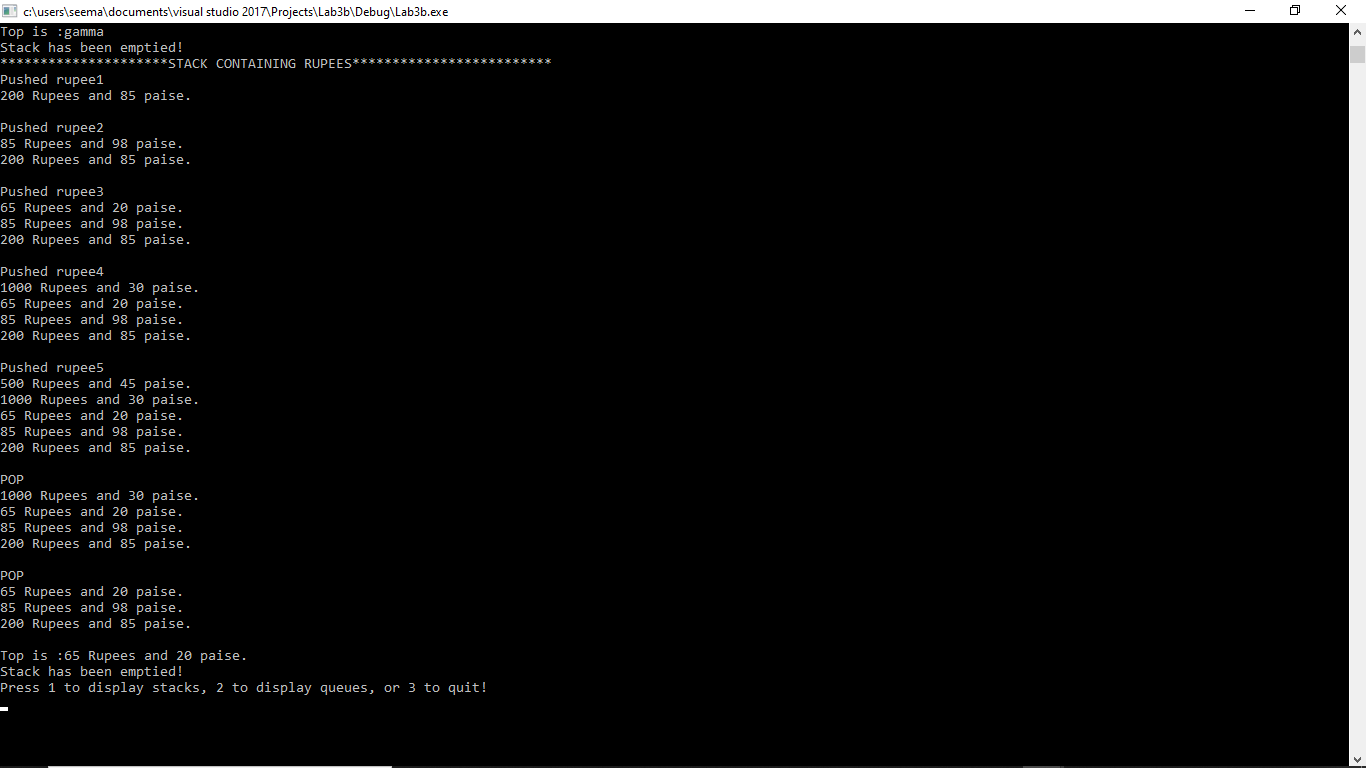 c:\users\seema\documents\visual studio 2017\Projects\Lab3b\Debug\Lab3b.exe
Top is :gamma
Stack has been emptied!
*********************STACK CONTAINING RUPEES*************************
Pushed rupee1
200 Rupees and 85 paise.
Pushed rupee2
85 Rupees and 98 paise.
200 Rupees and 85 paise.
Pushed rupee3
65 Rupees and 20 paise.
85 Rupees and 98 paise.
200 Rupees and 85 paise.
Pushed rupee4
1000 Rupees and 30 paise.
65 Rupees and 20 paise.
85 Rupees and 98 paise.
200 Rupees and 85 paise.
Pushed rupee5
500 Rupees and 45 paise.
1000 Rupees and 30 paise.
65 Rupees and 20 paise.
85 Rupees and 98 paise.
200 Rupees and 85 paise.
POP
1000 Rupees and 30 paise.
65 Rupees and 20 paise.
85 Rupees and 98 paise.
200 Rupees and 85 paise.
POP
65 Rupees and 20 paise.
85 Rupees and 98 paise.
200 Rupees and 85 paise.
Top is :65 Rupees and 20 paise.
Stack has been emptied!
Press 1 to display stacks, 2 to display queues, or 3 to quit!